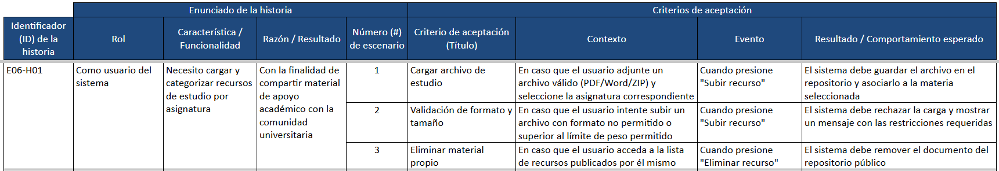 Enunciado de la historia
Criterios de aceptación
Identificador
(ID) de la
historia
Rol
Característica /
Funcionalidad
Razón / Resultado
Número (#)
de escenario
Criterio de aceptación
(Título)
Contexto
Evento
Resultado / Comportamiento esperado
E06-H01
Como usuario del
sistema
Necesito cargar y
categorizar recursos
de estudio por
asignatura
Con la finalidad de
compartir material
de apoyo
académico con la
comunidad
universitaria
1
Cargar archivo de
estudio
En caso que el usuario adjunte un
archivo válido (PDF/Word/ZIP) y
seleccione la asignatura correspondiente
Cuando presione
"Subir recurso"
El sistema debe guardar el archivo en el
repositorio y asociarlo a la materia
seleccionada
2
Validación de formato y
tamaño
En caso que el usuario intente subir un
archivo con formato no permitido o
superior al límite de peso permitido
Cuando presione
"Subir recurso"
El sistema debe rechazar la carga y mostrar
un mensaje con las restricciones requeridas
3
Eliminar material
propio
En caso que el usuario acceda a la lista
de recursos publicados por él mismo
Cuando presione
"Eliminar recurso"
El sistema debe remover el documento del
repositorio público